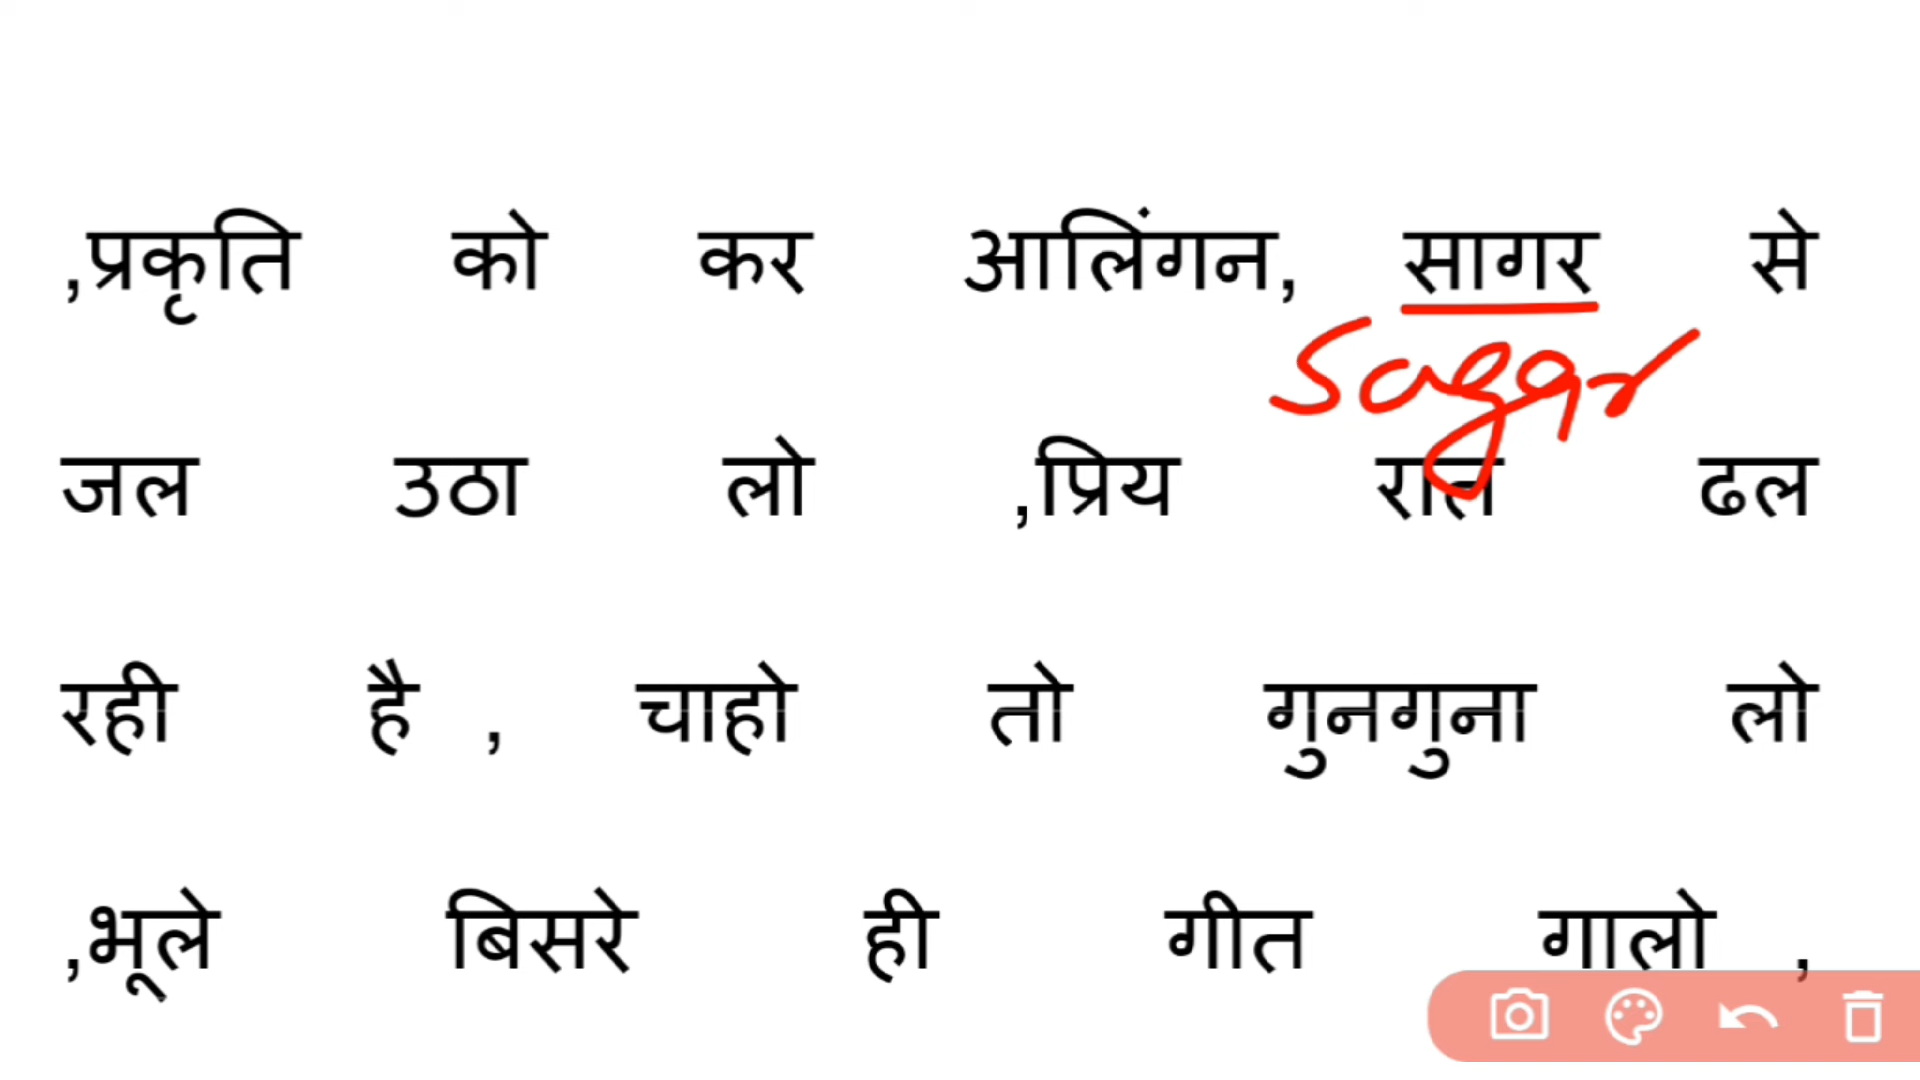 ,प्रकृति को कर आलिंगन, सागर से
Sagar
जल उठा लो ,प्रिय रात ढल
रही है , चाहो तो गुनगुना लो
,भूले बिसरे ही गीत गालो ,